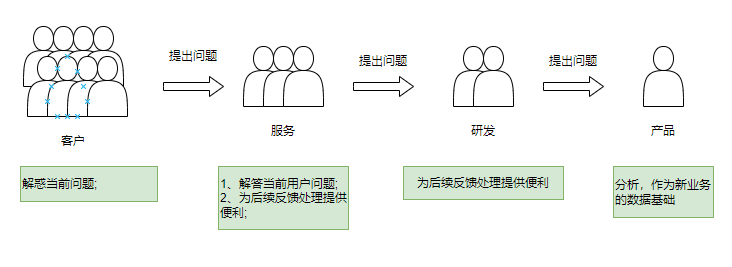 提出问题
提出问题
提出问题
客户
服务
研发
产品
解惑当前问题;
1、解答当前用户问题;
2、为后续反馈处理提供
便利;
为后续反馈处理提供便利
分析，作为新业务
的数据基础